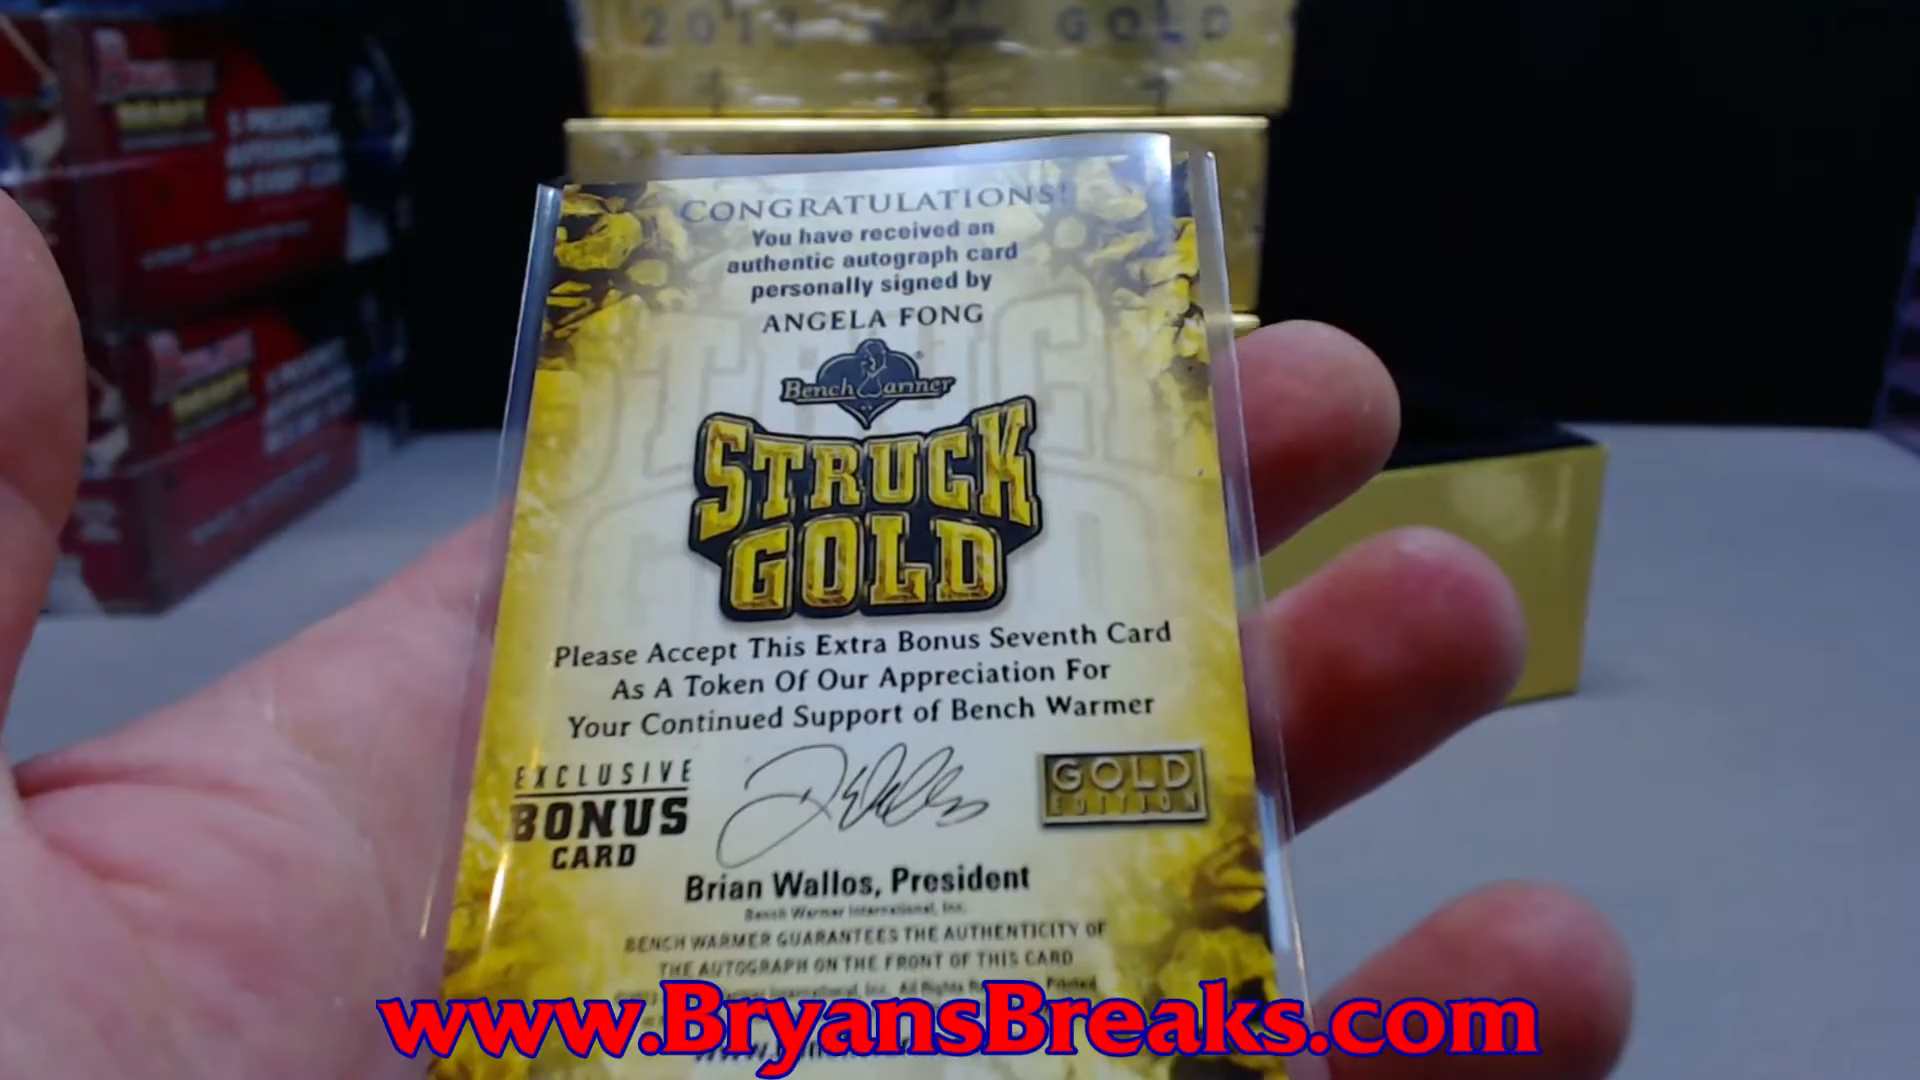 2013 GOLD
CONGRATULATIONS!
You have received an
authentic autograph card
personally signed by
ANGELA FONG
BenchWarmer
STRUCK
GOLD
Please Accept This Extra Bonus Seventh Card
As A Token Of Our Appreciation For
Your Continued Support of Bench Warmer
EXCLUSIVE
BONUS
CARD
GOLD
EDITION
Brian Wallos, President
Bench Warmer International, Inc.
BENCH WARMER GUARANTEES THE AUTHENTICITY OF
THE AUTOGRAPH ON THE FRONT OF THIS CARD
www.BryansBreaks.com